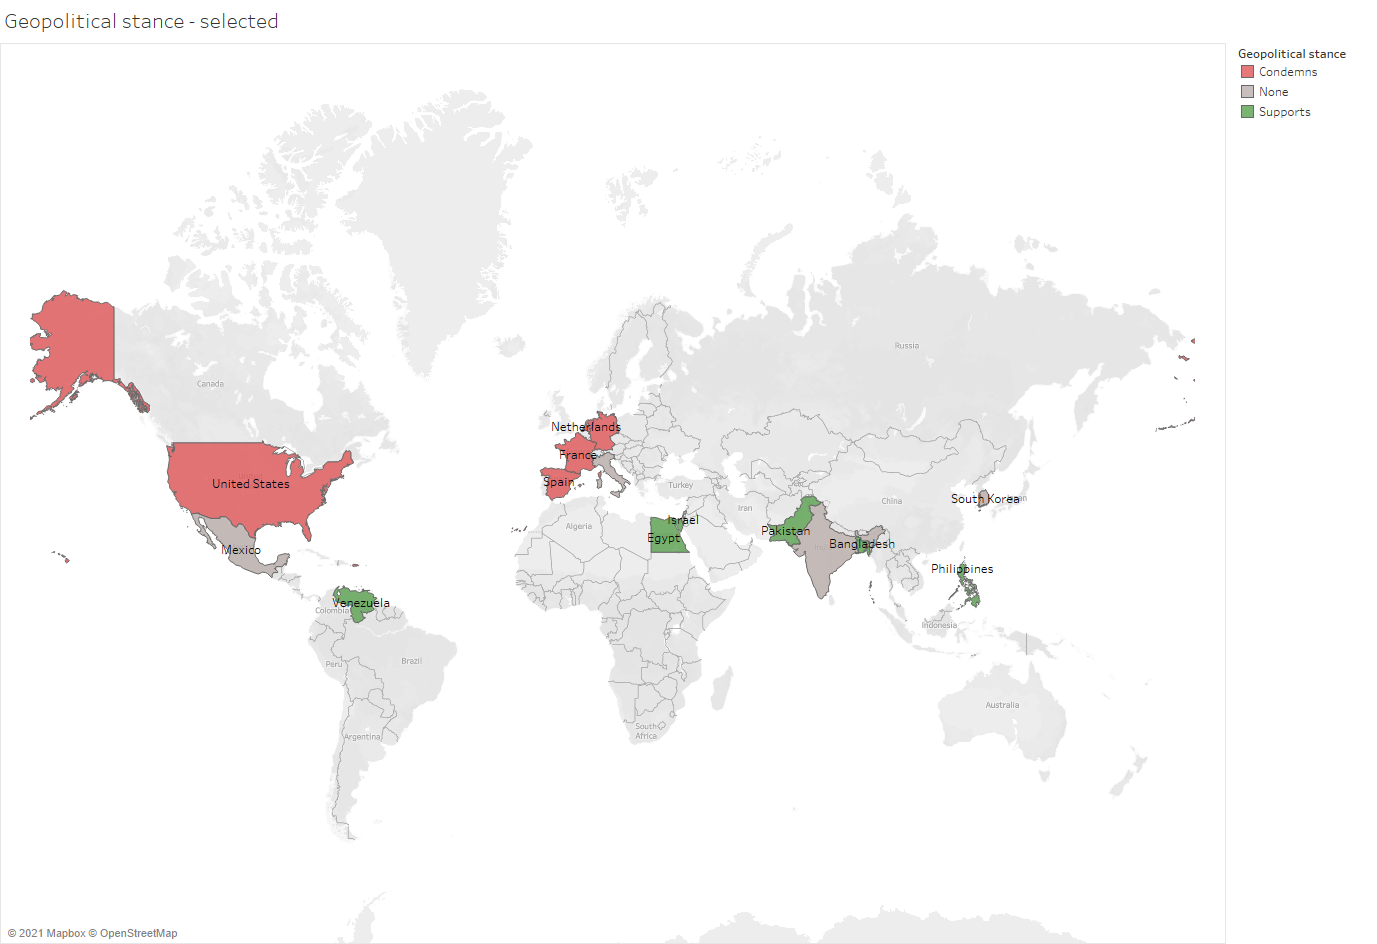 Geopolitical stance - selected
Geopolitical stance
Condemns
None
Supports
Russia
Canada
Netherlands
France
Spain
United States
Turkey
South Korea
China
Iran
Israel
Algeria
Egypt
Pakistan
Bangladesh
Mexico
Philippines
Venezuela
Colombia
Indonesia
Brazil
Peru
Australia
South
Africa
Argentina
© 2021 Mapbox © OpenStreetMap